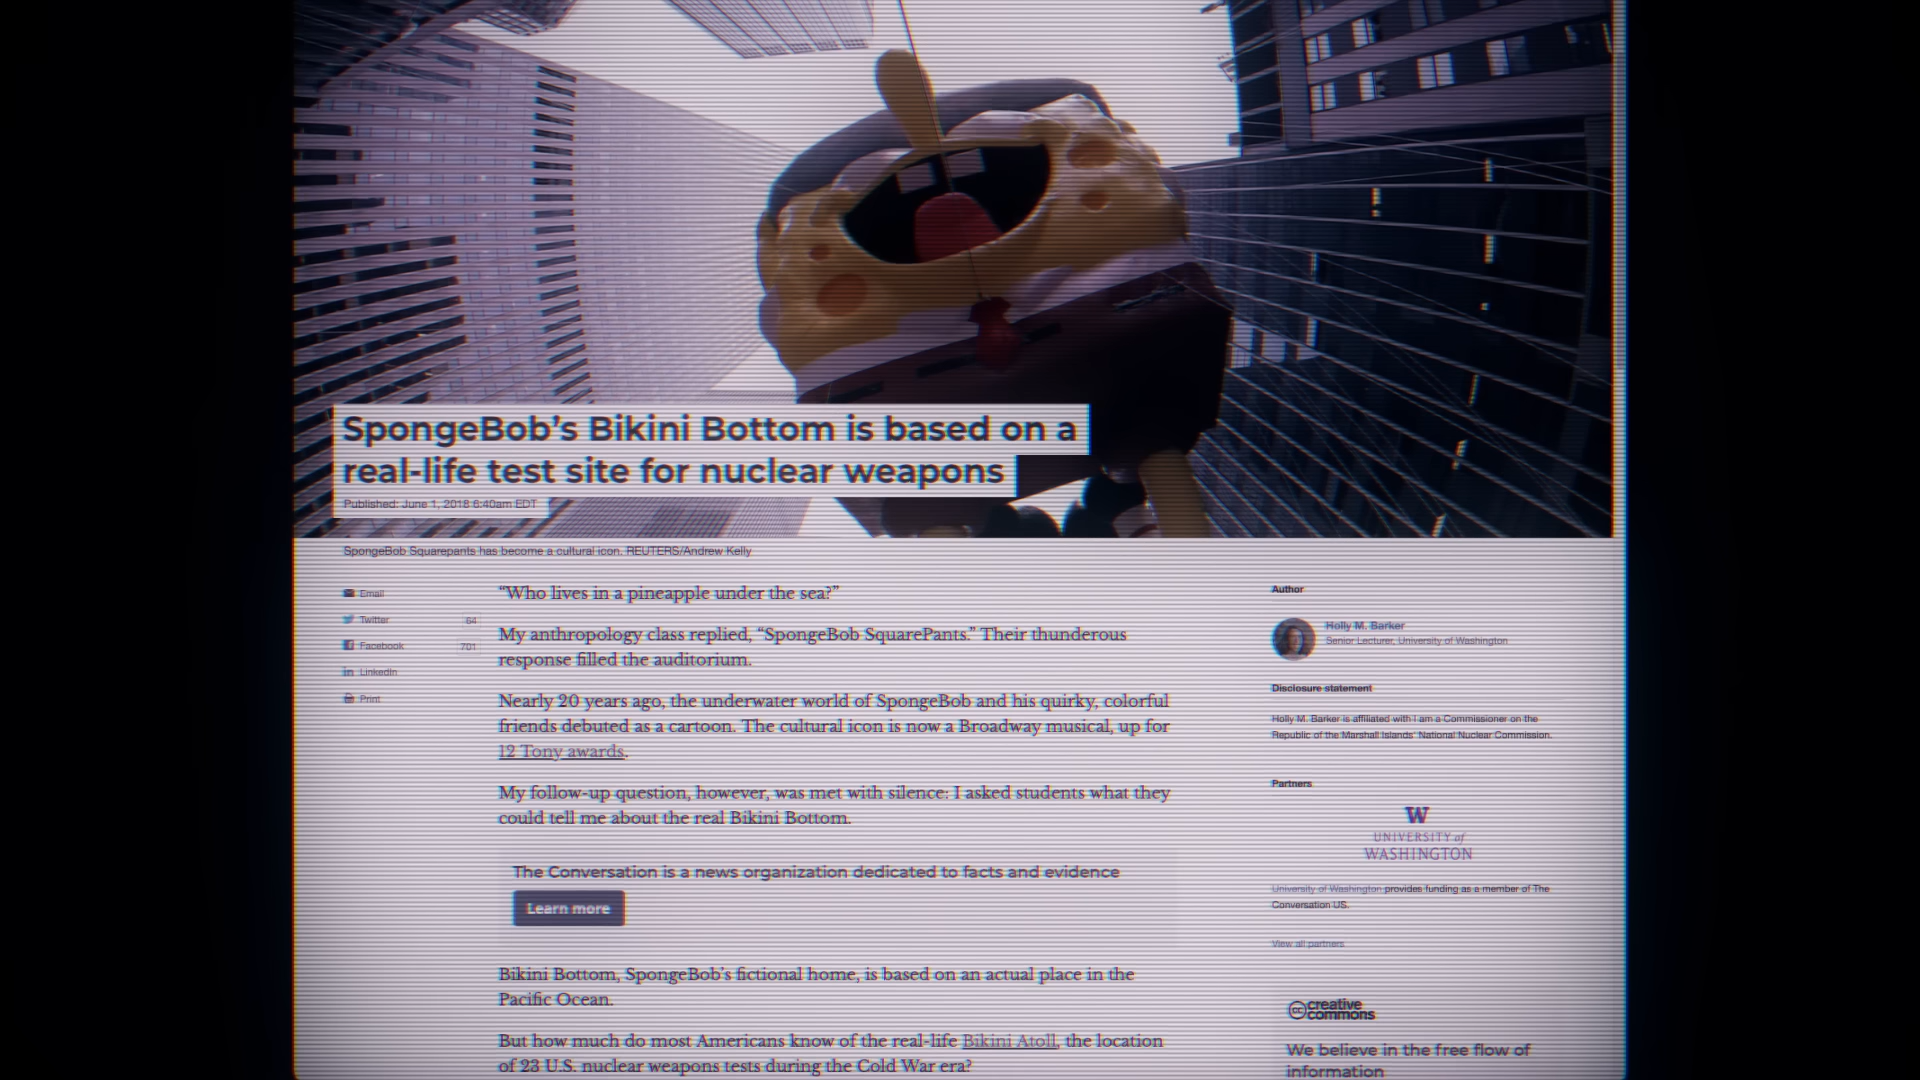 SpongeBob’s Bikini Bottom is based on a
real-life test site for nuclear weapons
Published: June 1, 2018 6:40am EDT
SpongeBob Squarepants has become a cultural icon. REUTERS/Andrew Kelly
Email
Twitter 64
Facebook 701
LinkedIn
Print
“Who lives in a pineapple under the sea?”
My anthropology class replied, “SpongeBob SquarePants.” Their thunderous
response filled the auditorium.
Nearly 20 years ago, the underwater world of SpongeBob and his quirky, colorful
friends debuted as a cartoon. The cultural icon is now a Broadway musical, up for
12 Tony awards.
My follow-up question, however, was met with silence: I asked students what they
could tell me about the real Bikini Bottom.
The Conversation is a news organization dedicated to facts and evidence
Learn more
Bikini Bottom, SpongeBob’s fictional home, is based on an actual place in the
Pacific Ocean.
But how much do most Americans know of the real-life Bikini Atoll, the location
of 23 U.S. nuclear weapons tests during the Cold War era?
Author
Holly M. Barker
Senior Lecturer, University of Washington
Disclosure statement
Holly M. Barker is affiliated with I am a Commissioner on the
Republic of the Marshall Islands’ National Nuclear Commission.
Partners
W
UNIVERSITY of
WASHINGTON
University of Washington provides funding as a member of The
Conversation US.
View all partners
cc creative
commons
We believe in the free flow of
information